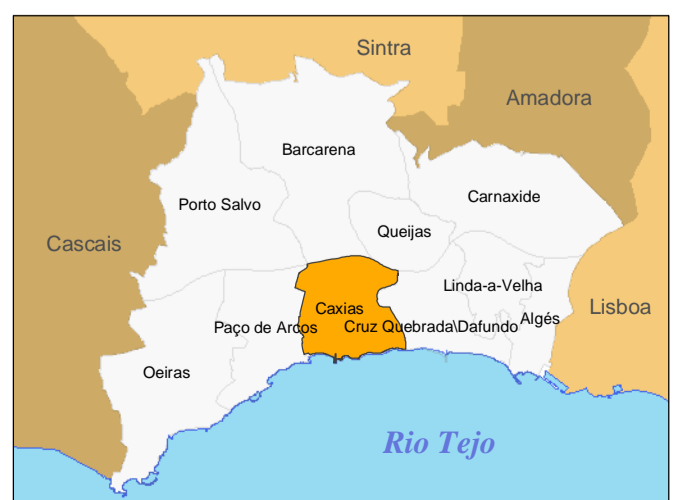 Sintra
Amadora
Barcarena
Carnaxide
Porto Salvo
Queijas
Cascais
Linda-a-Velha
Caxias
Lisboa
Algés
Paço de Arcos
Cruz Quebrada\Dafundo
Oeiras
Rio Tejo